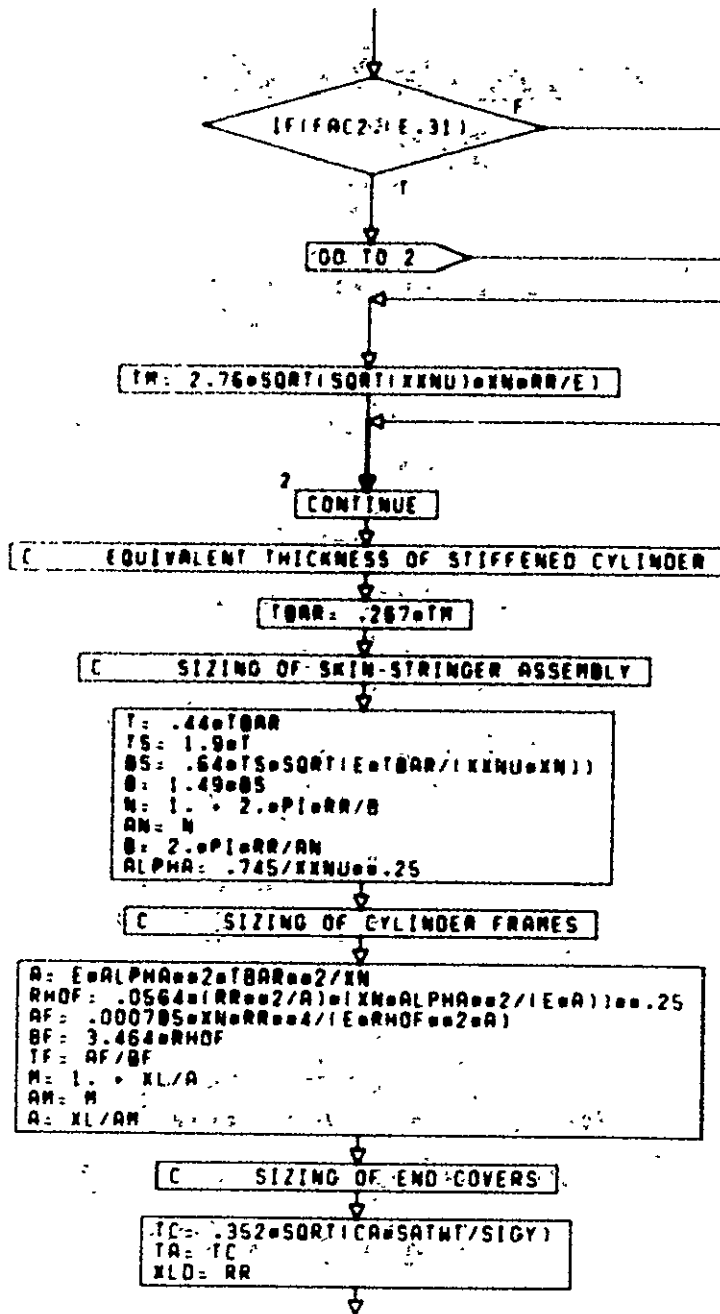 F
IF(FAC2.(E.31)
T
GO TO 2
TM= 2.76*SQRT(SQRT(XXNU)*XN*RR/E)
2
CONTINUE
C EQUIVALENT THICKNESS OF STIFFENED CYLINDER
TBAR= .267*TM
C SIZING OF SKIN-STRINGER ASSEMBLY
T= .44*TBAR
TS= 1.9*T
BS= .64*TS*SQRT(E*TBAR/(XXNU*XN))
B= 1.49*BS
N= 1. + 2.*PI*RR/B
AN= N
B= 2.*PI*RR/AN
ALPHA= .745/XXNU**.25
C SIZING OF CYLINDER FRAMES
A= E*ALPHA**2*TBAR**2/XN
RHOF= .0564*(RR**2/A)*(XN*ALPHA**2/(E*A))**.25
AF= .000785*XN*RR**4/(E*RHOF**2*A)
BF= 3.464*RHOF
TF= AF/BF
M= 1. + XL/A
AM= M
A= XL/AM
C SIZING OF END COVERS
TC= .352*SQRT(CA*SATWT/SIGY)
TA= TC
XLD= RR